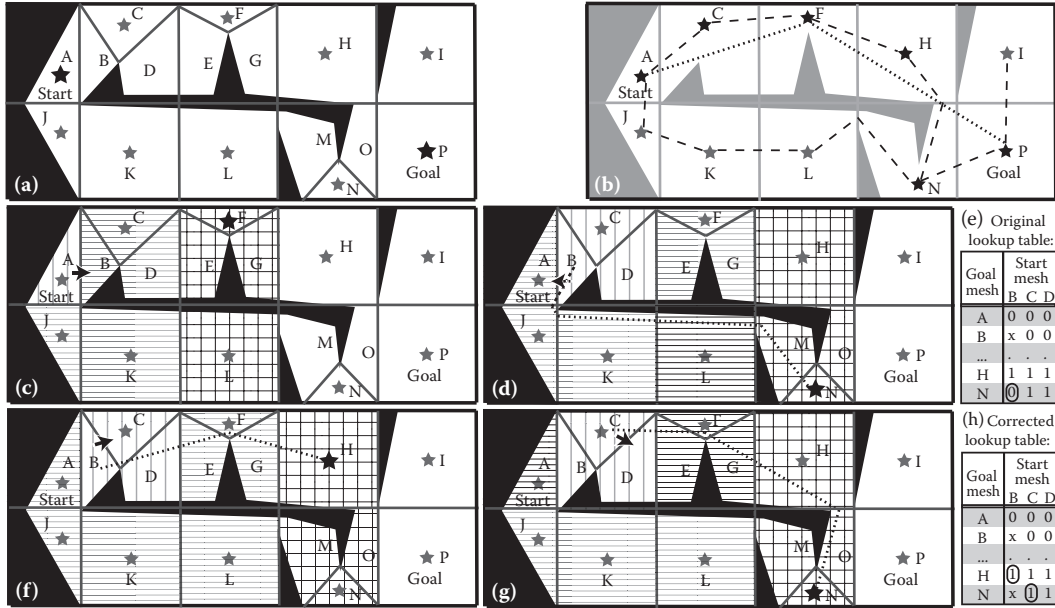 A
Start
B
C
D
E
F
G
H
I
J
K
L
M
N
O
P
Goal
(a)
A
Start
C
F
H
I
J
K
L
N
P
Goal
(b)
A
Start
B
C
D
E
F
G
H
I
J
K
L
M
N
O
P
Goal
(c)
A
Start
B
C
D
E
F
G
H
I
J
K
L
M
N
O
P
Goal
(d)
(e) Original
lookup table:
Goal mesh Start mesh
B C D
A 0 0 0
B x 0 0
... . . .
H 1 1 1
N 0 1 1
A
Start
B
C
D
E
F
G
H
I
J
K
L
M
N
O
P
Goal
(f)
A
Start
B
C
D
E
F
G
H
I
J
K
L
M
N
O
P
Goal
(g)
(h) Corrected
lookup table:
Goal mesh Start mesh
B C D
A 0 0 0
B x 0 0
... . . .
H 1 1 1
N x 1 1